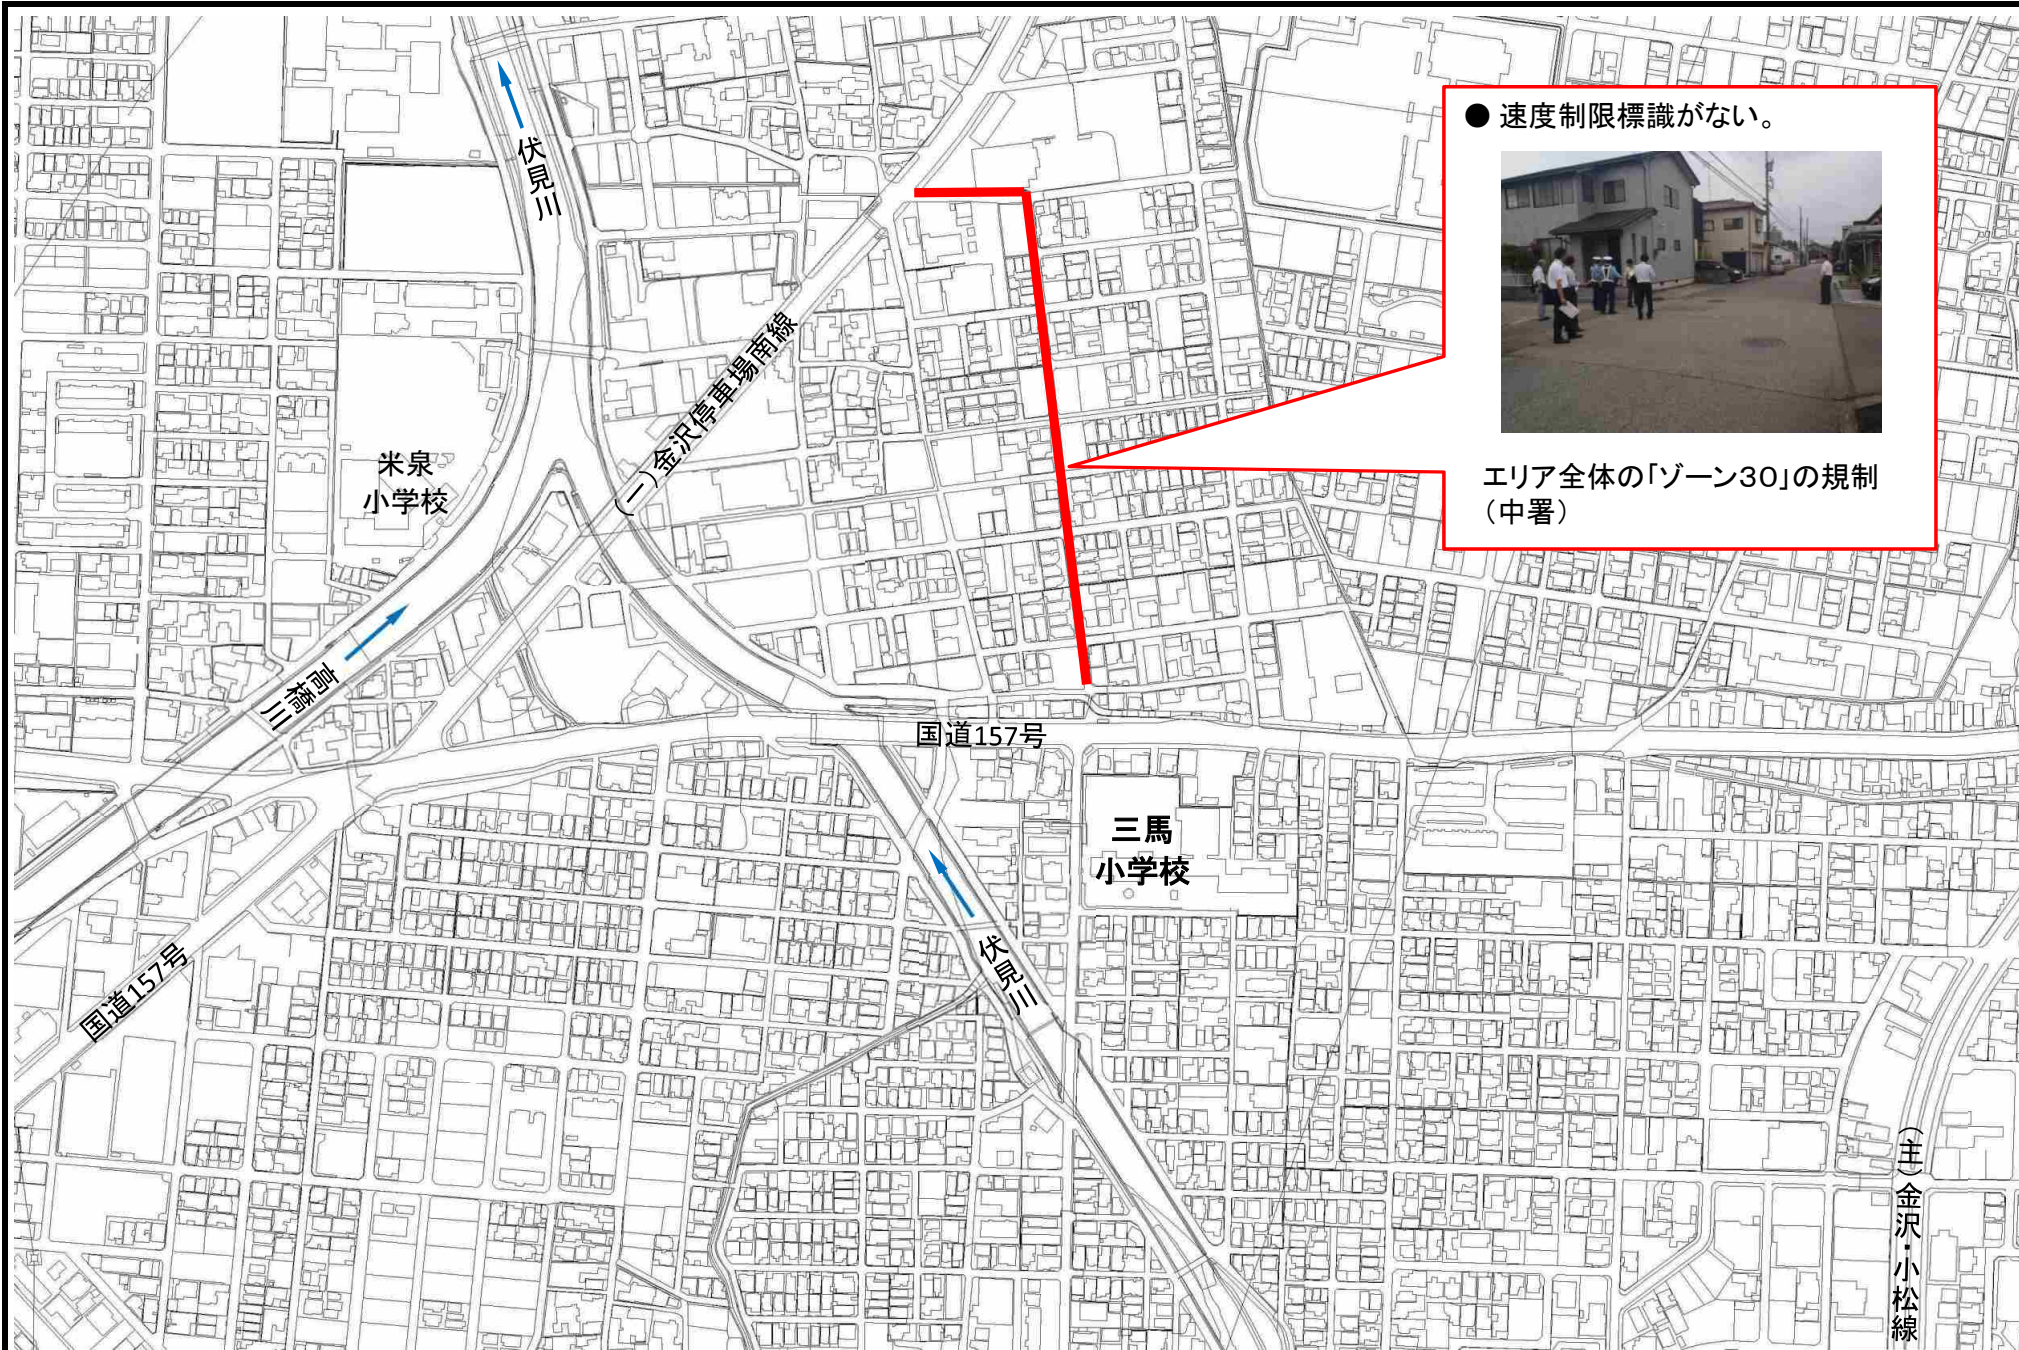 ● 速度制限標識がない。
エリア全体の「ゾーン30」の規制
（中署）
伏見川
（一）金沢停車場南線
米泉
小学校
高橋川
国道157号
三馬
小学校
伏見川
国道157号
（主）金沢・小松線